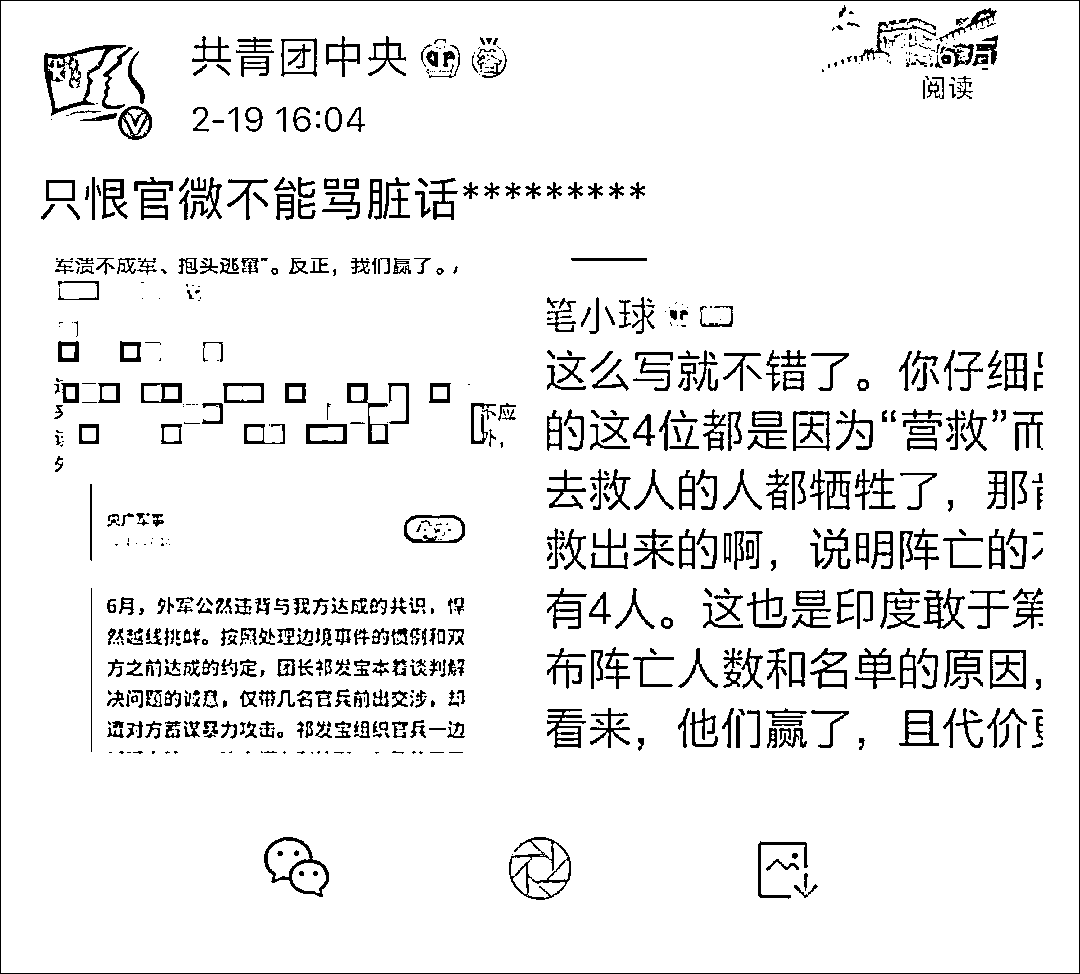 共青团中央
2-19 16:04
阅读
只恨官微不能骂脏话*********
军溃不成军、抱头逃窜”。反正，我们赢了。
不应
外，
央广军事
6月，外军公然违背与我方达成的共识，悍
然越线挑衅。按照处理边境事件的惯例和双
方之前达成的约定，团长祁发宝本着谈判解
决问题的诚意，仅带几名官兵前出交涉，却
遭对方蓄谋暴力攻击。祁发宝组织官兵一边
笔小球
这么写就不错了。你仔细品
的这4位都是因为“营救”而
去救人的人都牺牲了，那肯
救出来的啊，说明阵亡的不
有4人。这也是印度敢于第
布阵亡人数和名单的原因，
看来，他们赢了，且代价更